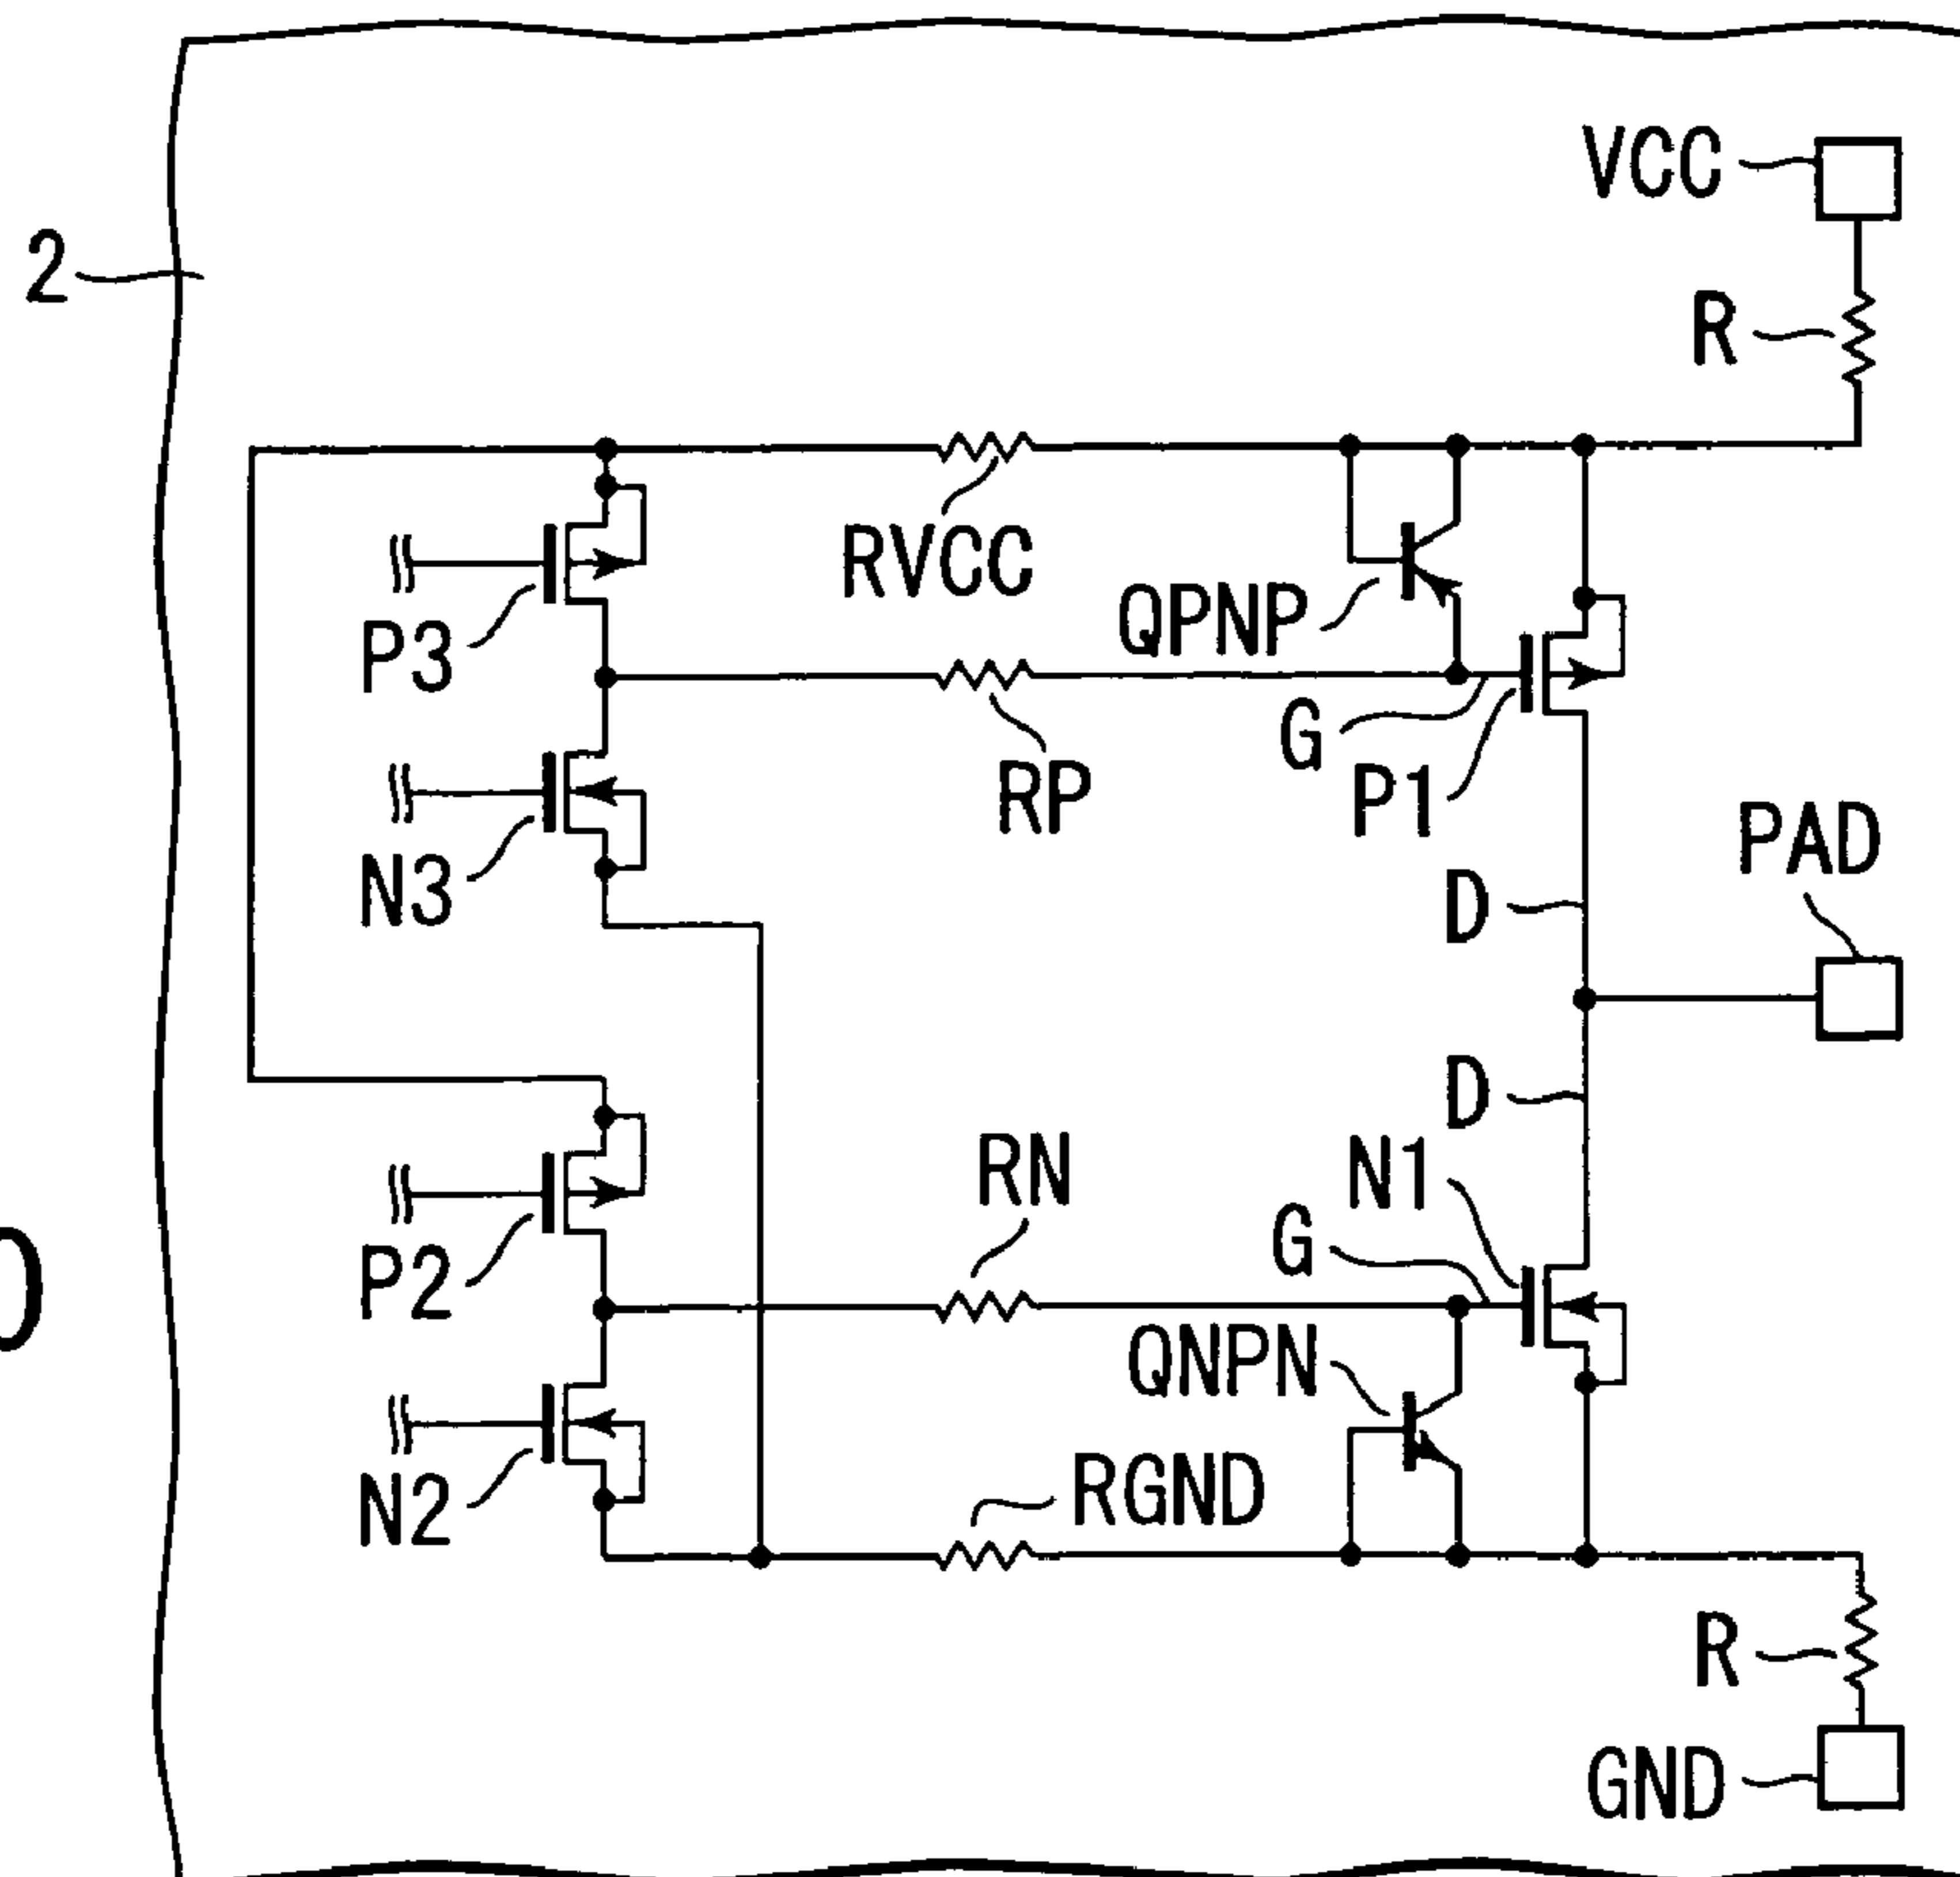 VCC
2
R
RVCC
QPNP
P3
G
RP
P1
PAD
N3
D
D
RN
N1
G
P2
QNPN
RGND
N2
R
GND